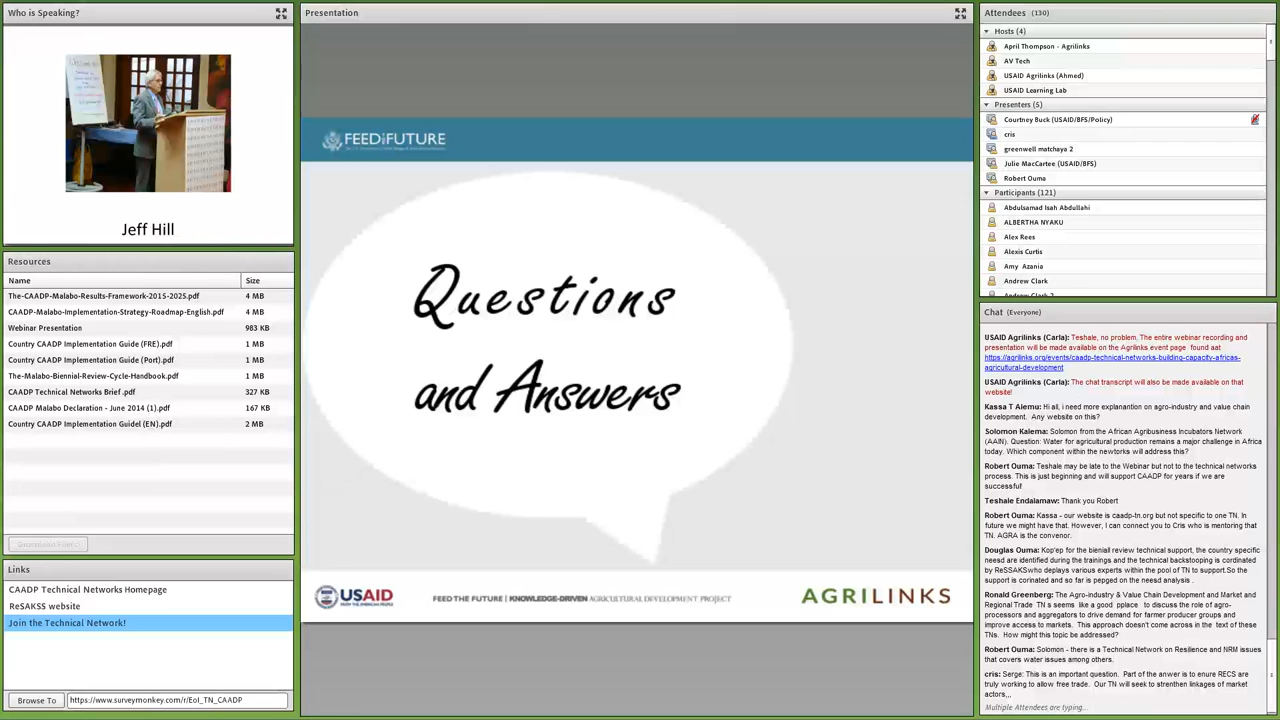 Who is Speaking?
Jeff Hill
Resources
Name Size
The-CAADP-Malabo-Results-Framework-2015-2025.pdf 4 MB
CAADP-Malabo-Implementation-Strategy-Roadmap-English.pdf 4 MB
Webinar Presentation 983 KB
Country CAADP Implementation Guide (FRE).pdf 1 MB
Country CAADP Implementation Guide (Port).pdf 1 MB
The-Malabo-Biennial-Review-Cycle-Handbook.pdf 1 MB
CAADP Technical Networks Brief .pdf 327 KB
CAADP Malabo Declaration - June 2014 (1).pdf 167 KB
Country CAADP Implementation Guidel (EN).pdf 2 MB
Links
CAADP Technical Networks Homepage
ReSAKSS website
Join the Technical Network!
Browse To https://www.surveymonkey.com/r/EoI_TN_CAADP
Presentation
FEED THE FUTURE
Questions
and Answers
USAID
FROM THE AMERICAN PEOPLE
FEED THE FUTURE | KNOWLEDGE-DRIVEN AGRICULTURAL DEVELOPMENT PROJECT
AGRILINKS
Attendees (130)
Hosts (4)
April Thompson - Agrilinks
AV Tech
USAID Agrilinks (Ahmed)
USAID Learning Lab
Presenters (5)
Courtney Buck (USAID/BFS/Policy)
cris
greenwell matchaya 2
Julie MacCartee (USAID/BFS)
Robert Ouma
Participants (121)
Abdulsamad Isah Abdullahi
ALBERTHA NYAKU
Alex Rees
Alexis Curtis
Amy Azania
Andrew Clark
Andrew Clark 2
Chat (Everyone)
USAID Agrilinks (Carla): Teshale, no problem. The entire webinar recording and
presentation will be made available on the Agrilinks event page found aat
https://agrilinks.org/events/caadp-technical-networks-building-capacity-africas-
agricultural-development
USAID Agrilinks (Carla): The chat transcript will also be made available on that
website!
Kassa T Alemu: Hi all, i need more explanantion on agro-industry and value chain
development. Any website on this?
Solomon Kalema: Solomon from the African Agribusiness Incubators Network
(AAIN). Question: Water for agricultural production remains a major challenge in Africa
today. Which component within the newtorks will address this?
Robert Ouma: Teshale may be late to the Webinar but not to the technical networks
process. This is just beginning and will support CAADP for years if we are
successful!
Teshale Endalamaw: Thank you Robert
Robert Ouma: Kassa - our website is caadp-tn.org but not specific to one TN. In
future we might have that. However, I can connect you to Cris who is mentoring that
TN. AGRA is the convenor.
Douglas Ouma: Kop'ep for the bieniall review technical support, the country specific
needd are identified during the trainings and the technical backstooping is cordinated
by ReSSAKSwho deplays various experts within the pool of TN to support.So the
support is corinated and so far is pepged on the needsd analysis .
Ronald Greenberg: The Agro-industry & Value Chain Development and Market and
Regional Trade TN s seems like a good pplace to discuss the role of agro-
processors and aggregators to drive demand for farmer producer groups and
improve access to markets. This approach doesn't come across in the text of these
TNs. How might this topic be addressed?
Robert Ouma: Solomon - there is a Technical Network on Resilience and NRM issues
that covers water issues among others.
cris: Serge: This is an important question. Part of the anwer is to enure RECS are
truly working to allow free trade. Our TN will seek to strenthen linkages of market
actors,,,
Multiple Attendees are typing...